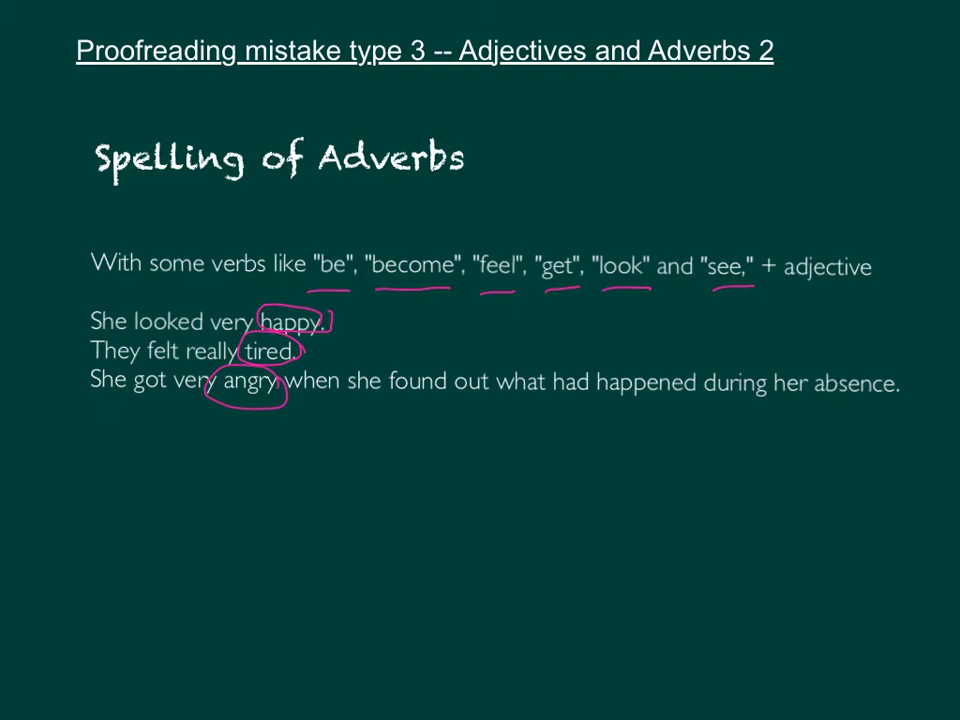 Proofreading mistake type 3 -- Adjectives and Adverbs 2
Spelling of Adverbs
With some verbs like "be", "become", "feel", "get", "look" and "see," + adjective
She looked very happy.
They felt really tired.
She got very angry when she found out what had happened during her absence.